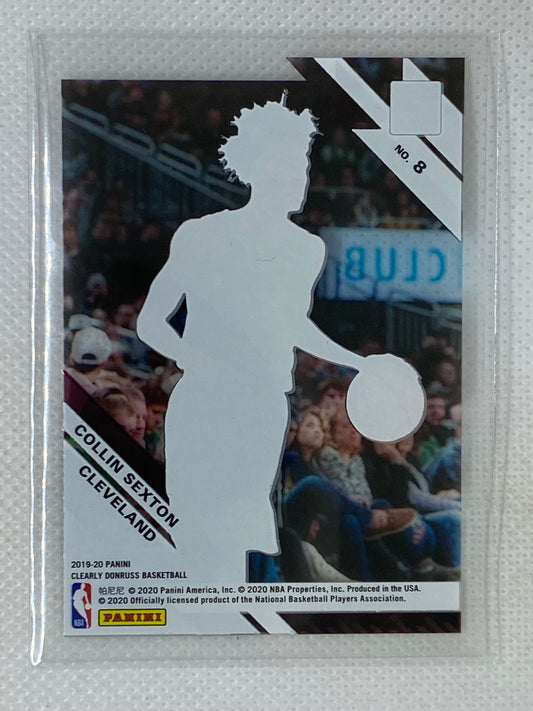 NO. 8
CLUB
COLLIN SEXTON
CLEVELAND
2019-20 PANINI
CLEARLY DONRUSS BASKETBALL
帕尼尼 © 2020 Panini America, Inc. © 2020 NBA Properties, Inc. Produced in the USA.
© 2020 Officially licensed product of the National Basketball Players Association.
NBA
PANINI